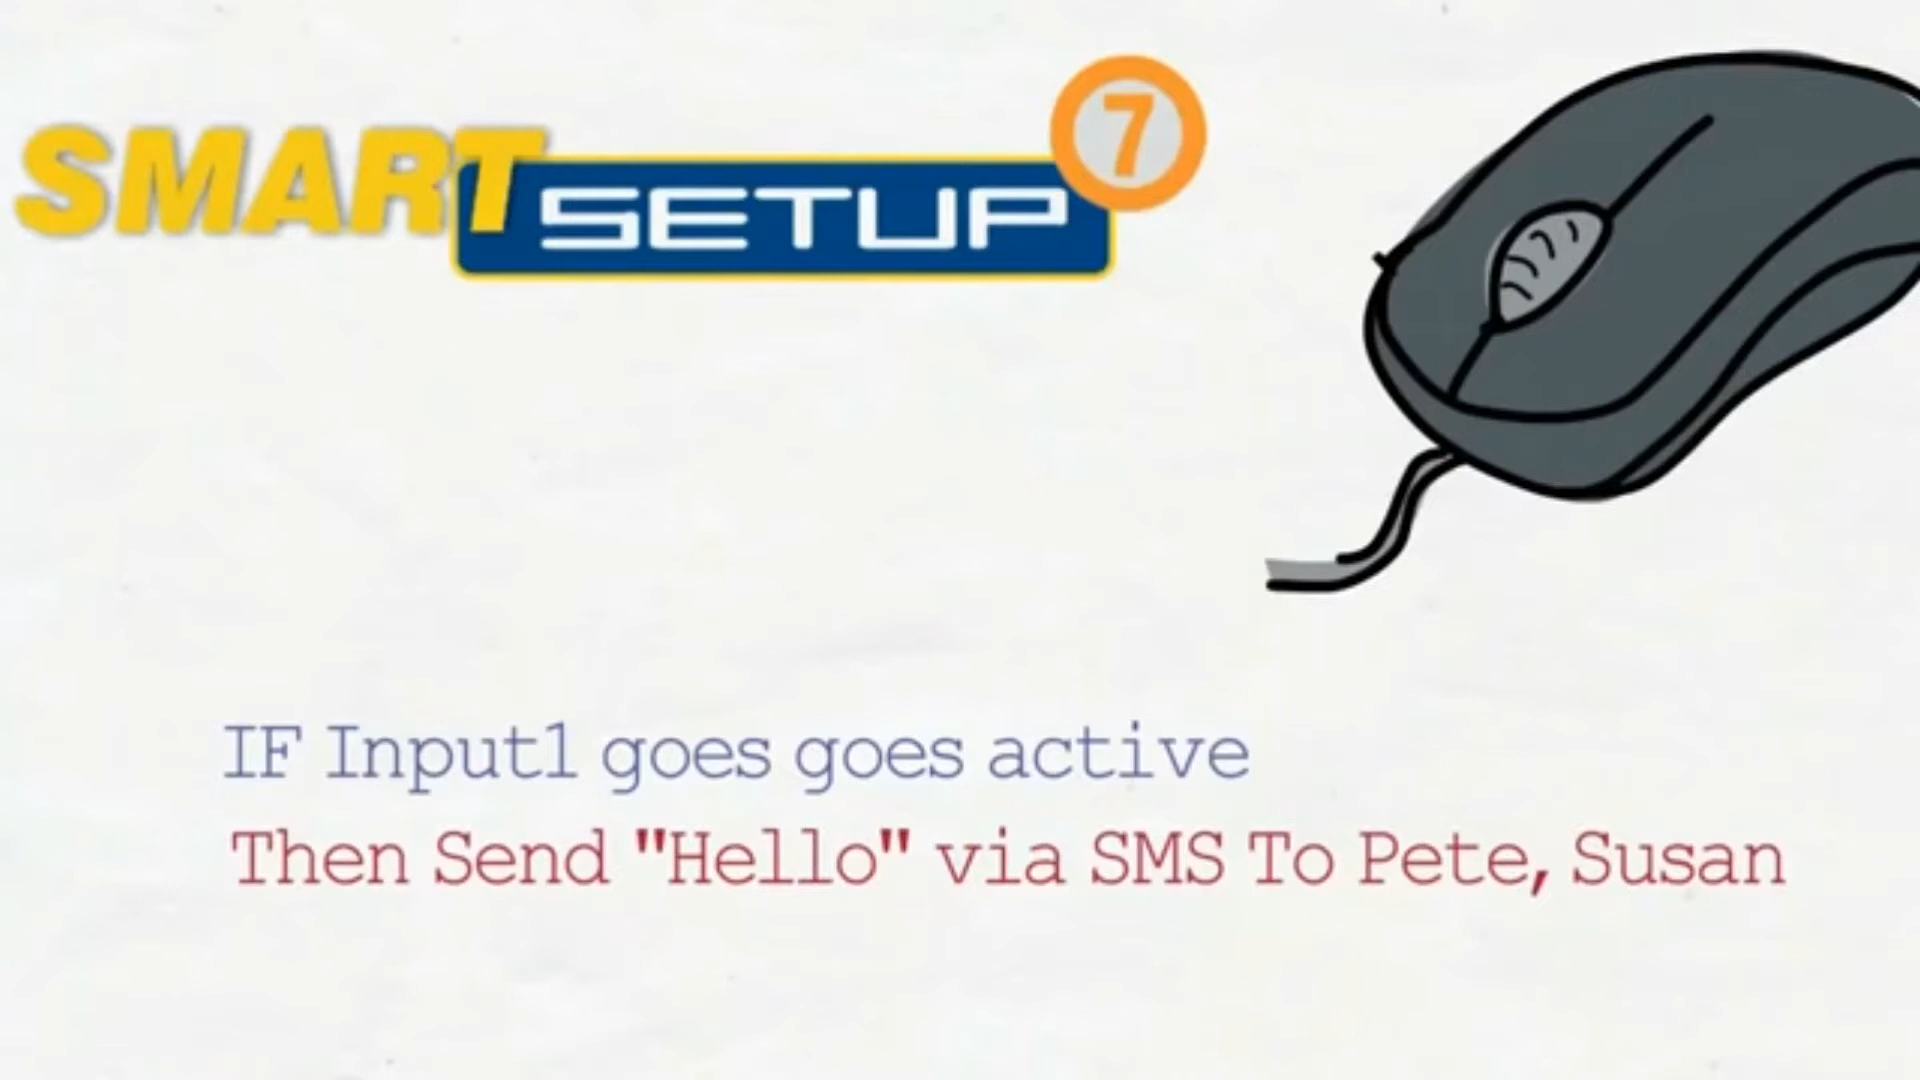 SMART SETUP 7
IF Input1 goes goes active
Then Send "Hello" via SMS To Pete, Susan